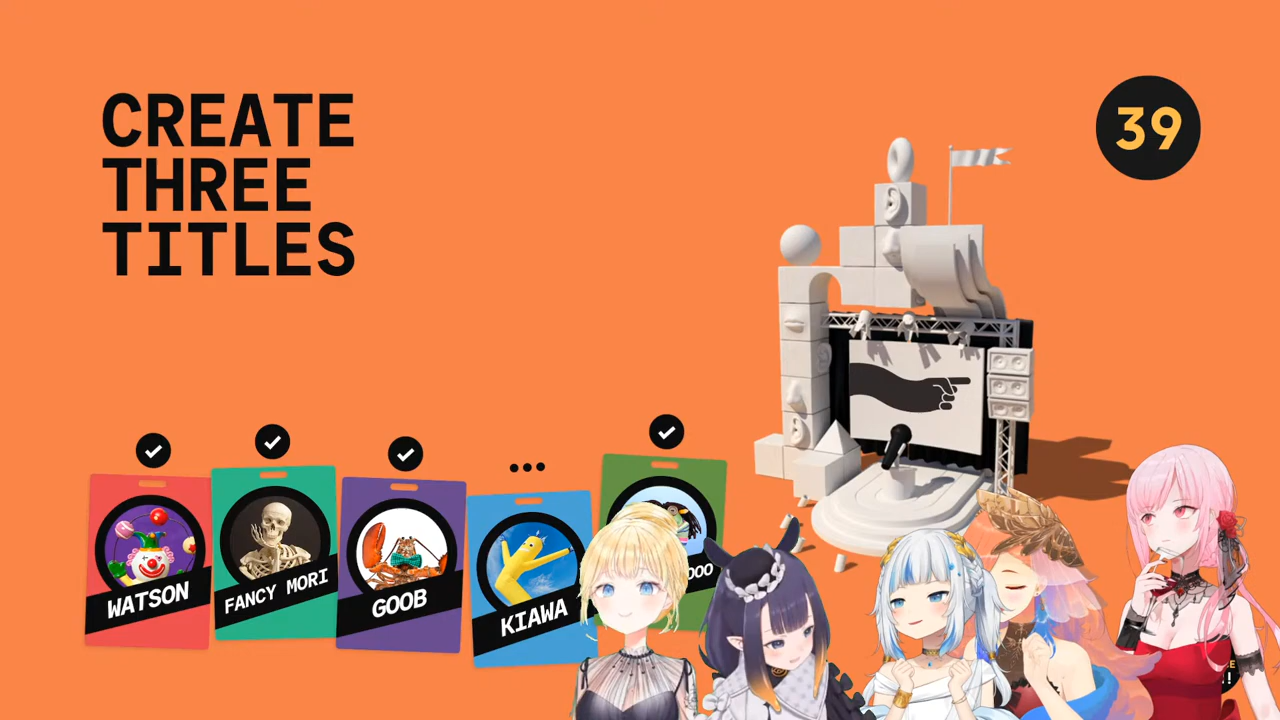 CREATE
THREE
TITLES
39
WATSON
FANCY MORI
GOOB
KIAWA